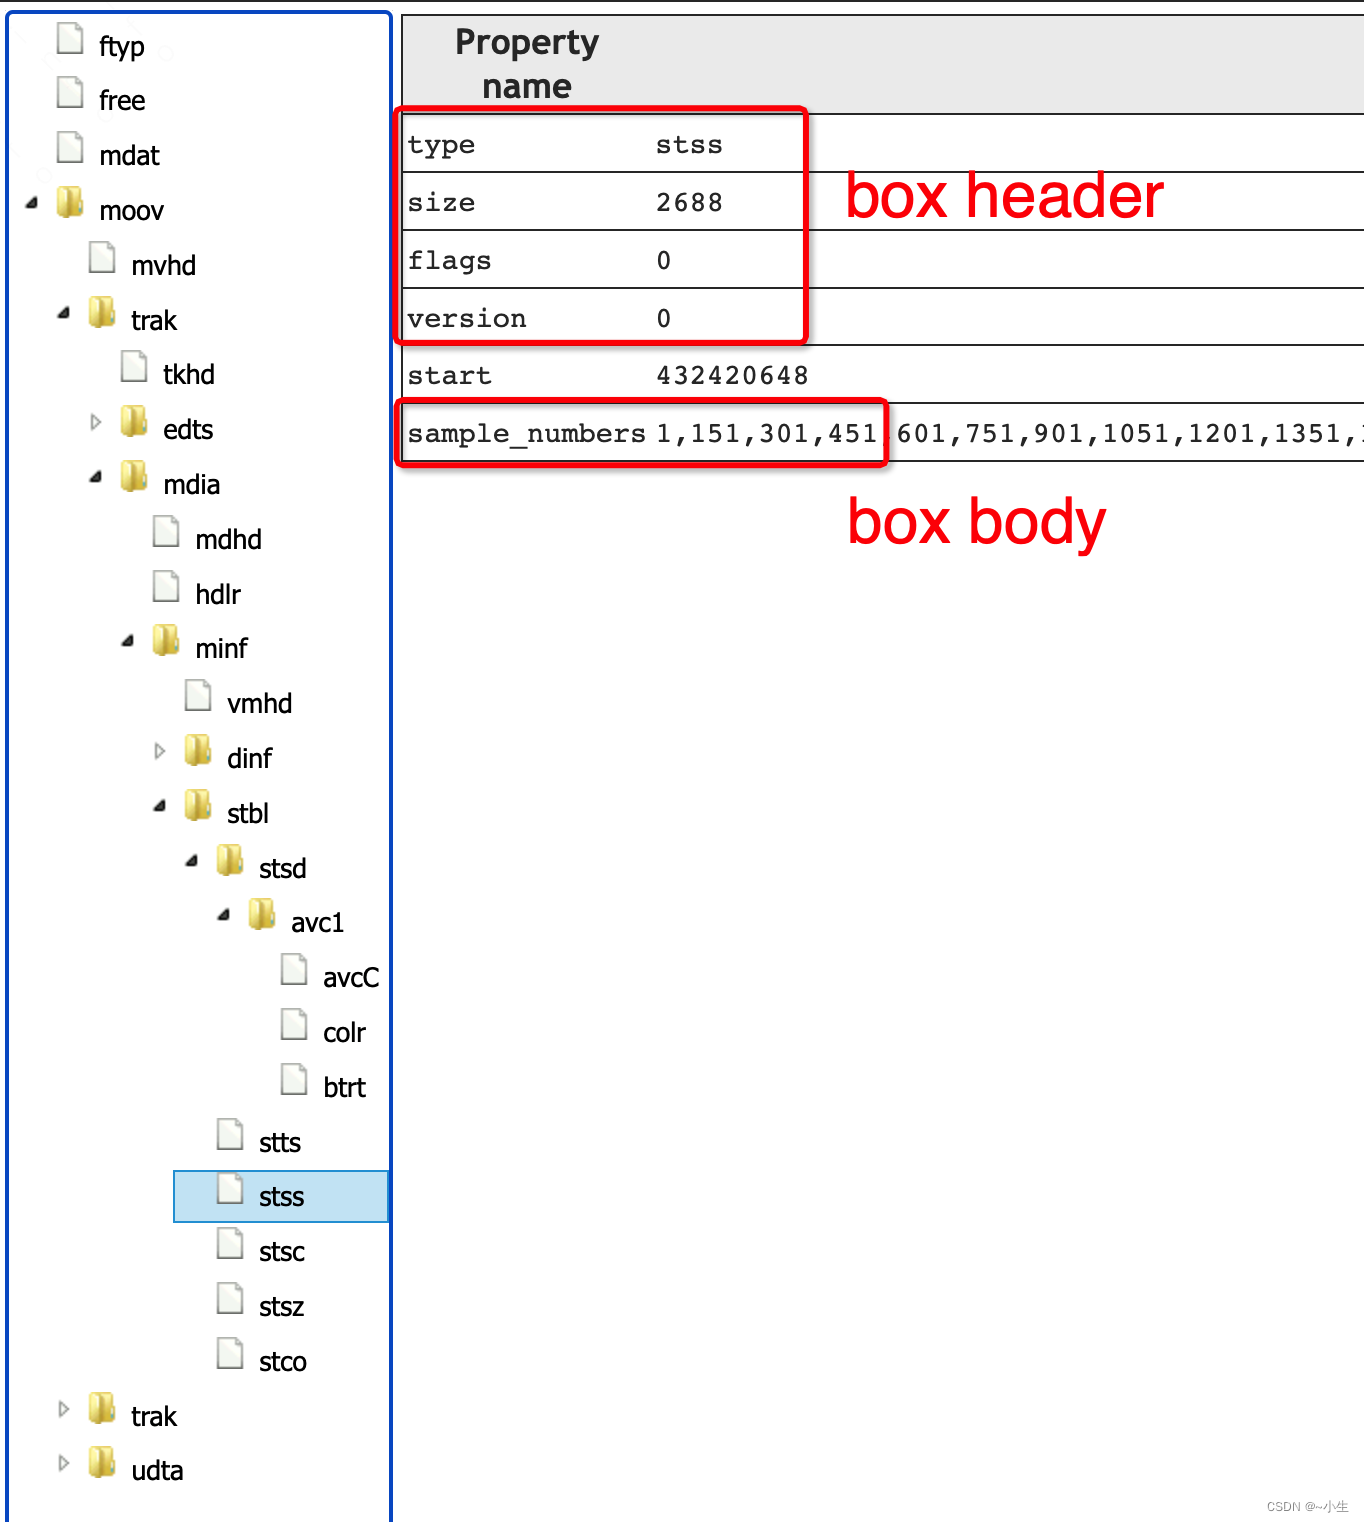 ftyp
free
mdat
moov
mvhd
trak
tkhd
edts
mdia
mdhd
hdlr
minf
vmhd
dinf
stbl
stsd
avc1
avcC
colr
btrt
stts
stss
stsc
stsz
stco
trak
udta
Property
name
type stss
size 2688
flags 0
version 0
start 432420648
sample_numbers 1,151,301,451,601,751,901,1051,1201,1351,
box header
box body
CSDN @~小生